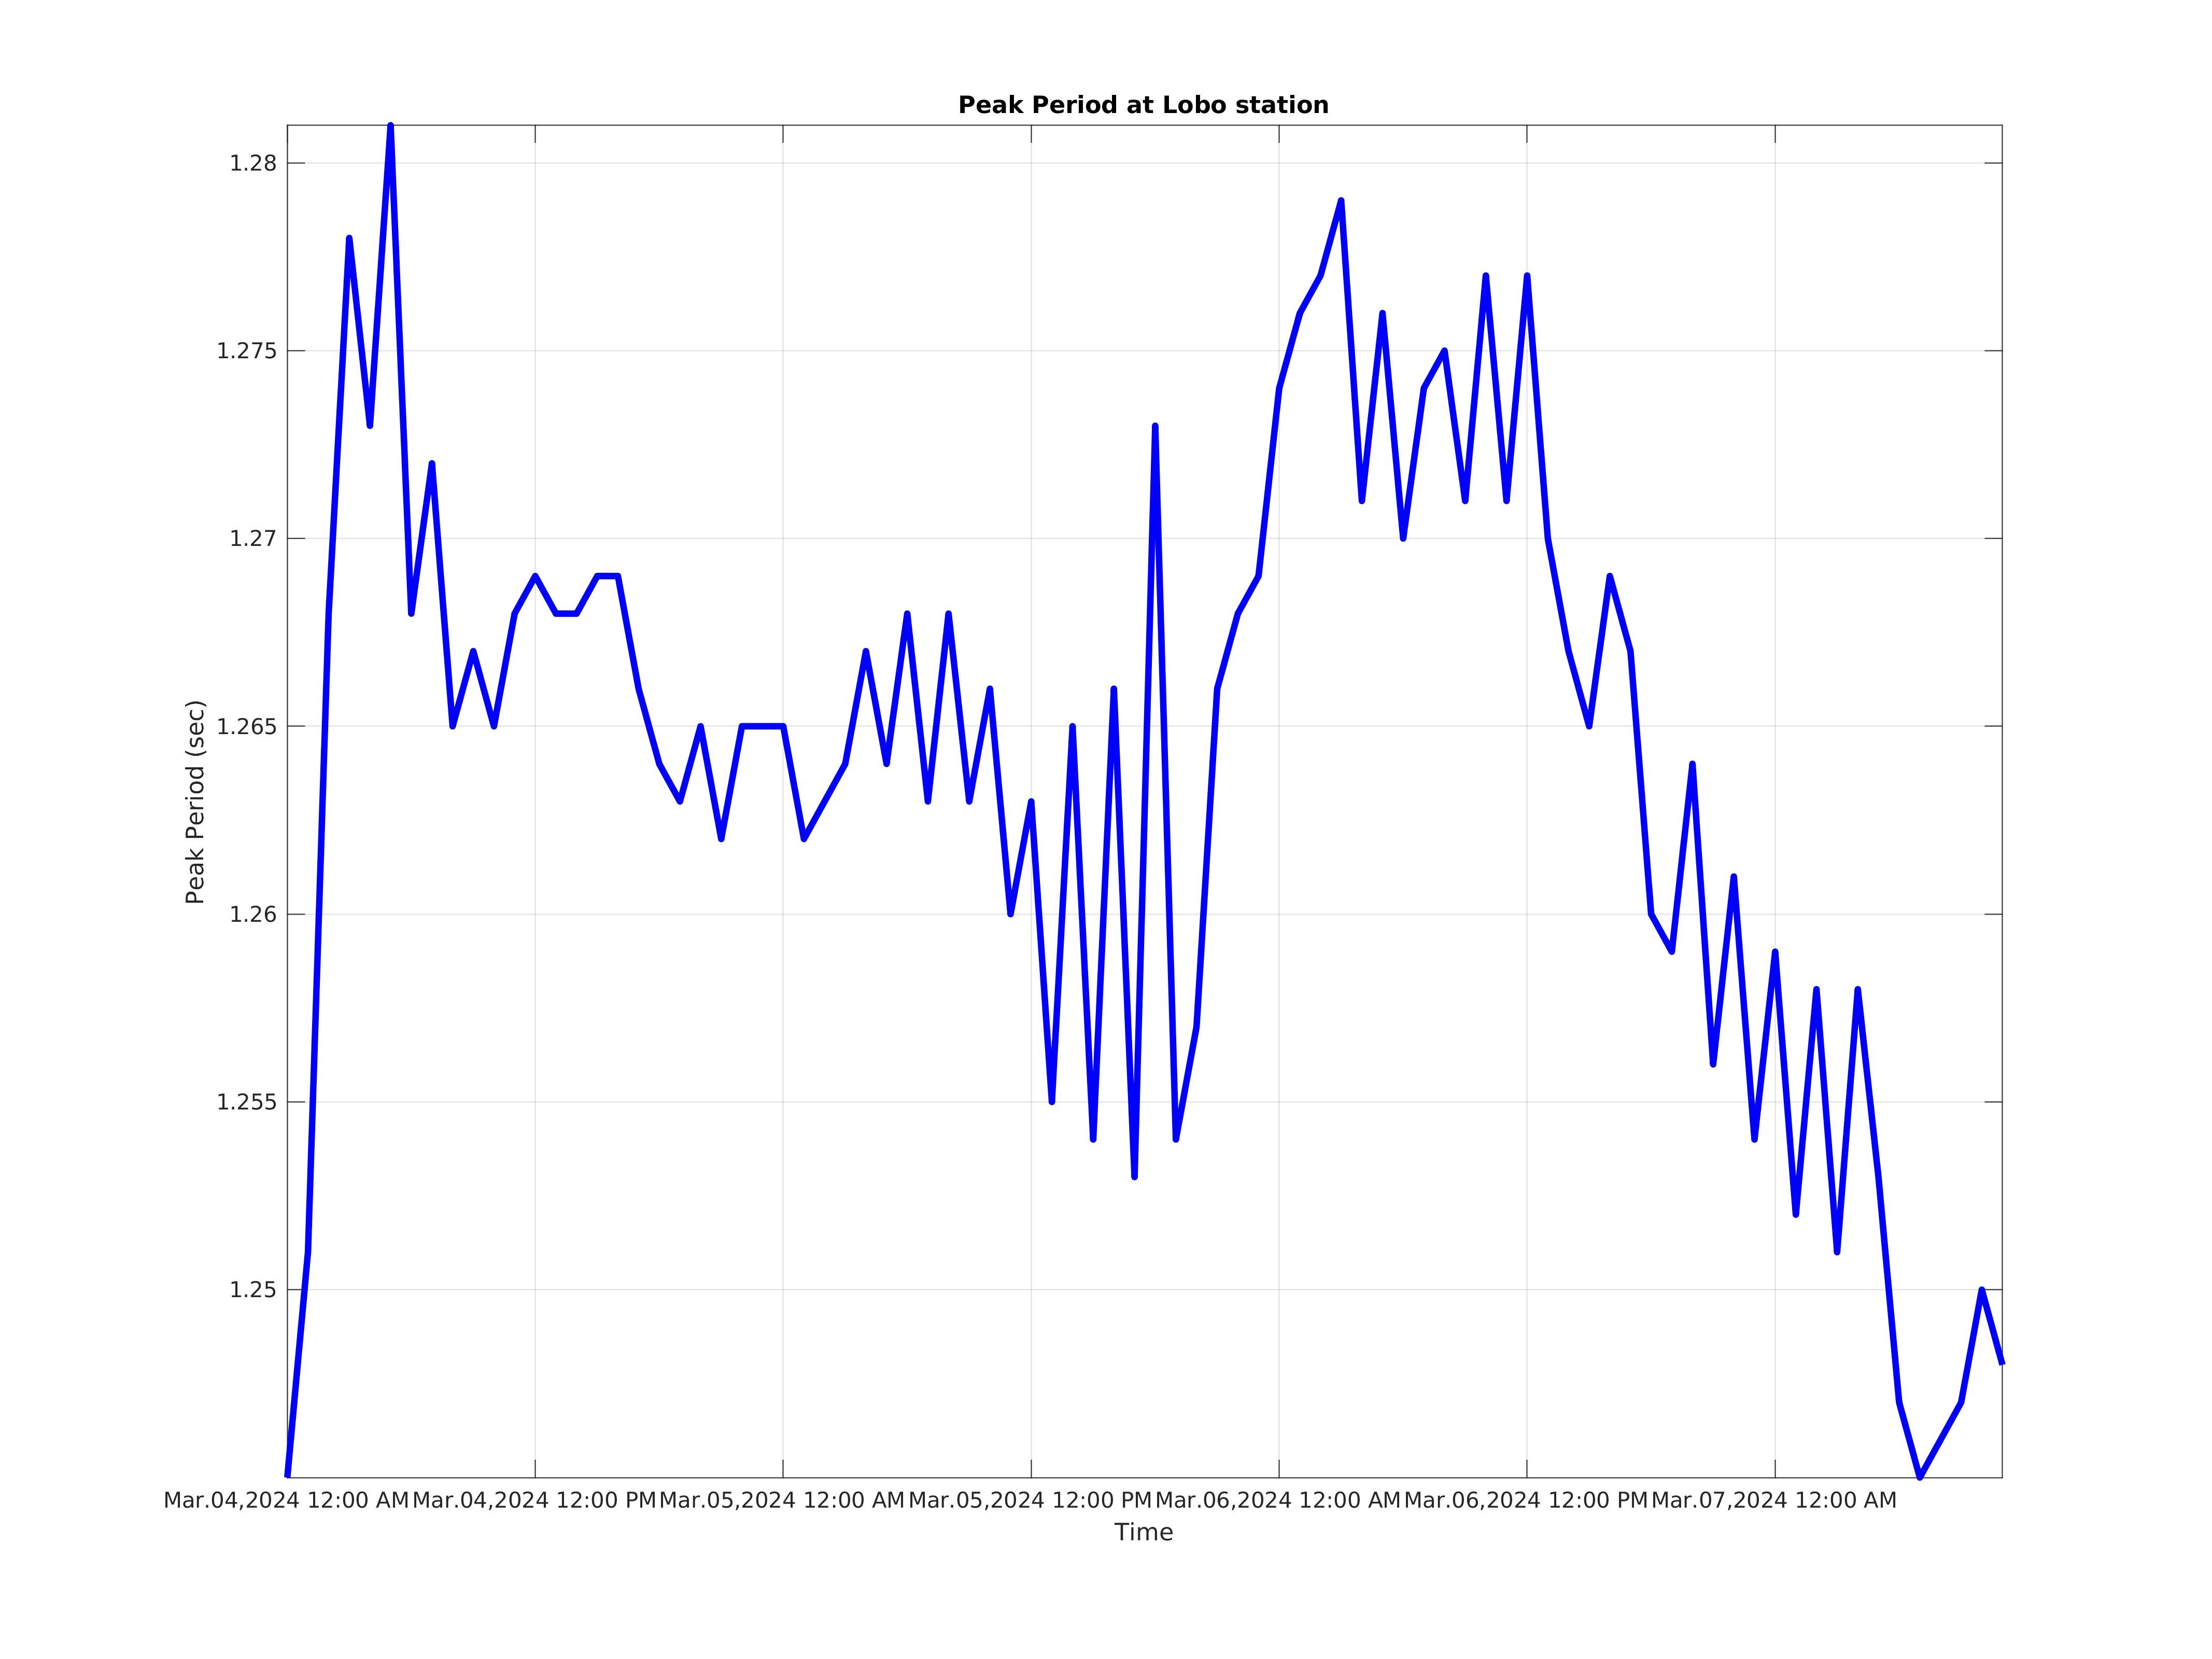 Peak Period at Lobo station
1.28
1.275
1.27
1.265
1.26
1.255
1.25
Peak Period (sec)
Mar.04,2024 12:00 AM Mar.04,2024 12:00 PM Mar.05,2024 12:00 AM Mar.05,2024 12:00 PM Mar.06,2024 12:00 AM Mar.06,2024 12:00 PM Mar.07,2024 12:00 AM
Time